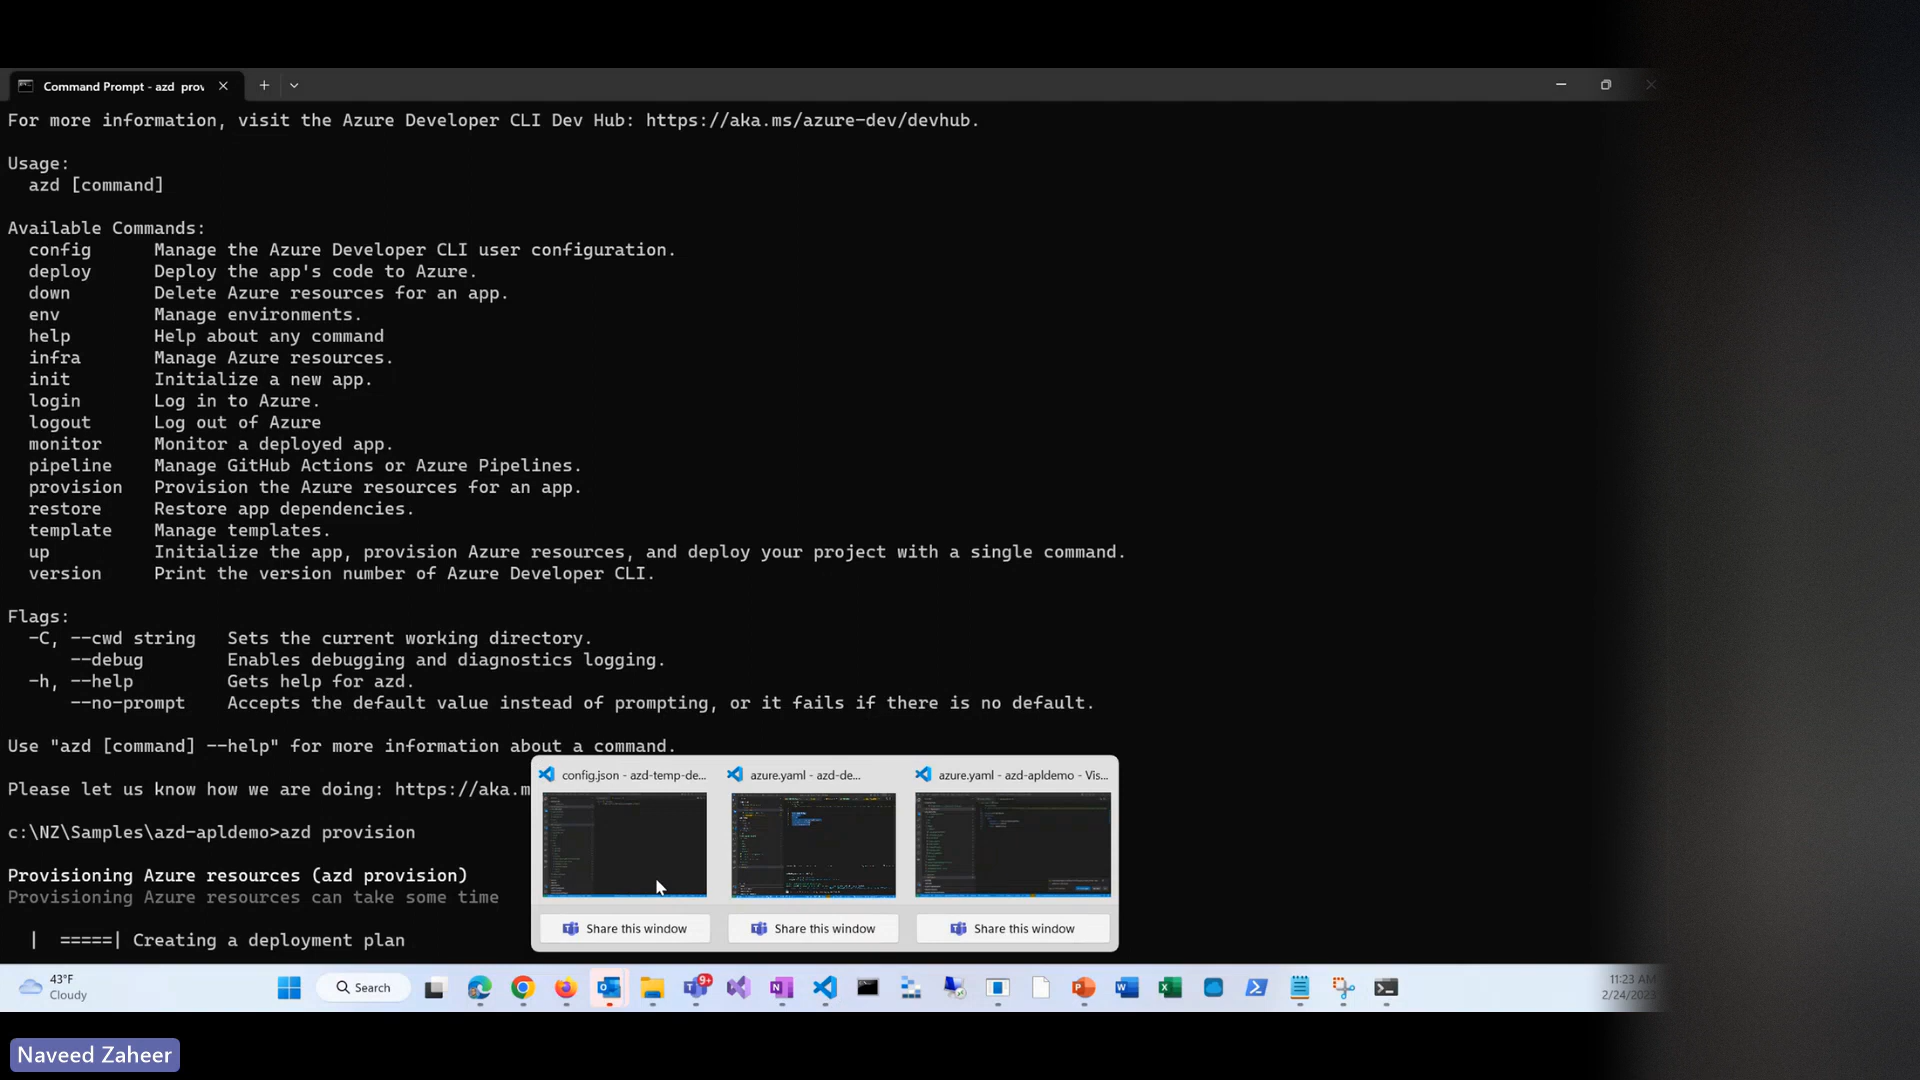 Command Prompt - azd prov
For more information, visit the Azure Developer CLI Dev Hub: https://aka.ms/azure-dev/devhub.
Usage:
azd [command]
Available Commands:
config Manage the Azure Developer CLI user configuration.
deploy Deploy the app's code to Azure.
down Delete Azure resources for an app.
env Manage environments.
help Help about any command
infra Manage Azure resources.
init Initialize a new app.
login Log in to Azure.
logout Log out of Azure
monitor Monitor a deployed app.
pipeline Manage GitHub Actions or Azure Pipelines.
provision Provision the Azure resources for an app.
restore Restore app dependencies.
template Manage templates.
up Initialize the app, provision Azure resources, and deploy your project with a single command.
version Print the version number of Azure Developer CLI.
Flags:
-C, --cwd string Sets the current working directory.
--debug Enables debugging and diagnostics logging.
-h, --help Gets help for azd.
--no-prompt Accepts the default value instead of prompting, or it fails if there is no default.
Use "azd [command] --help" for more information about a command.
Please let us know how we are doing: https://aka.m
c:\NZ\Samples\azd-apldemo>azd provision
Provisioning Azure resources (azd provision)
Provisioning Azure resources can take some time
| =====| Creating a deployment plan
config.json - azd-temp-de... azure.yaml - azd-de... azure.yaml - azd-apldemo - Vis...
Share this window Share this window Share this window
43°F
Cloudy
Search
9+
11:23 AM
2/24/2023
Naveed Zaheer